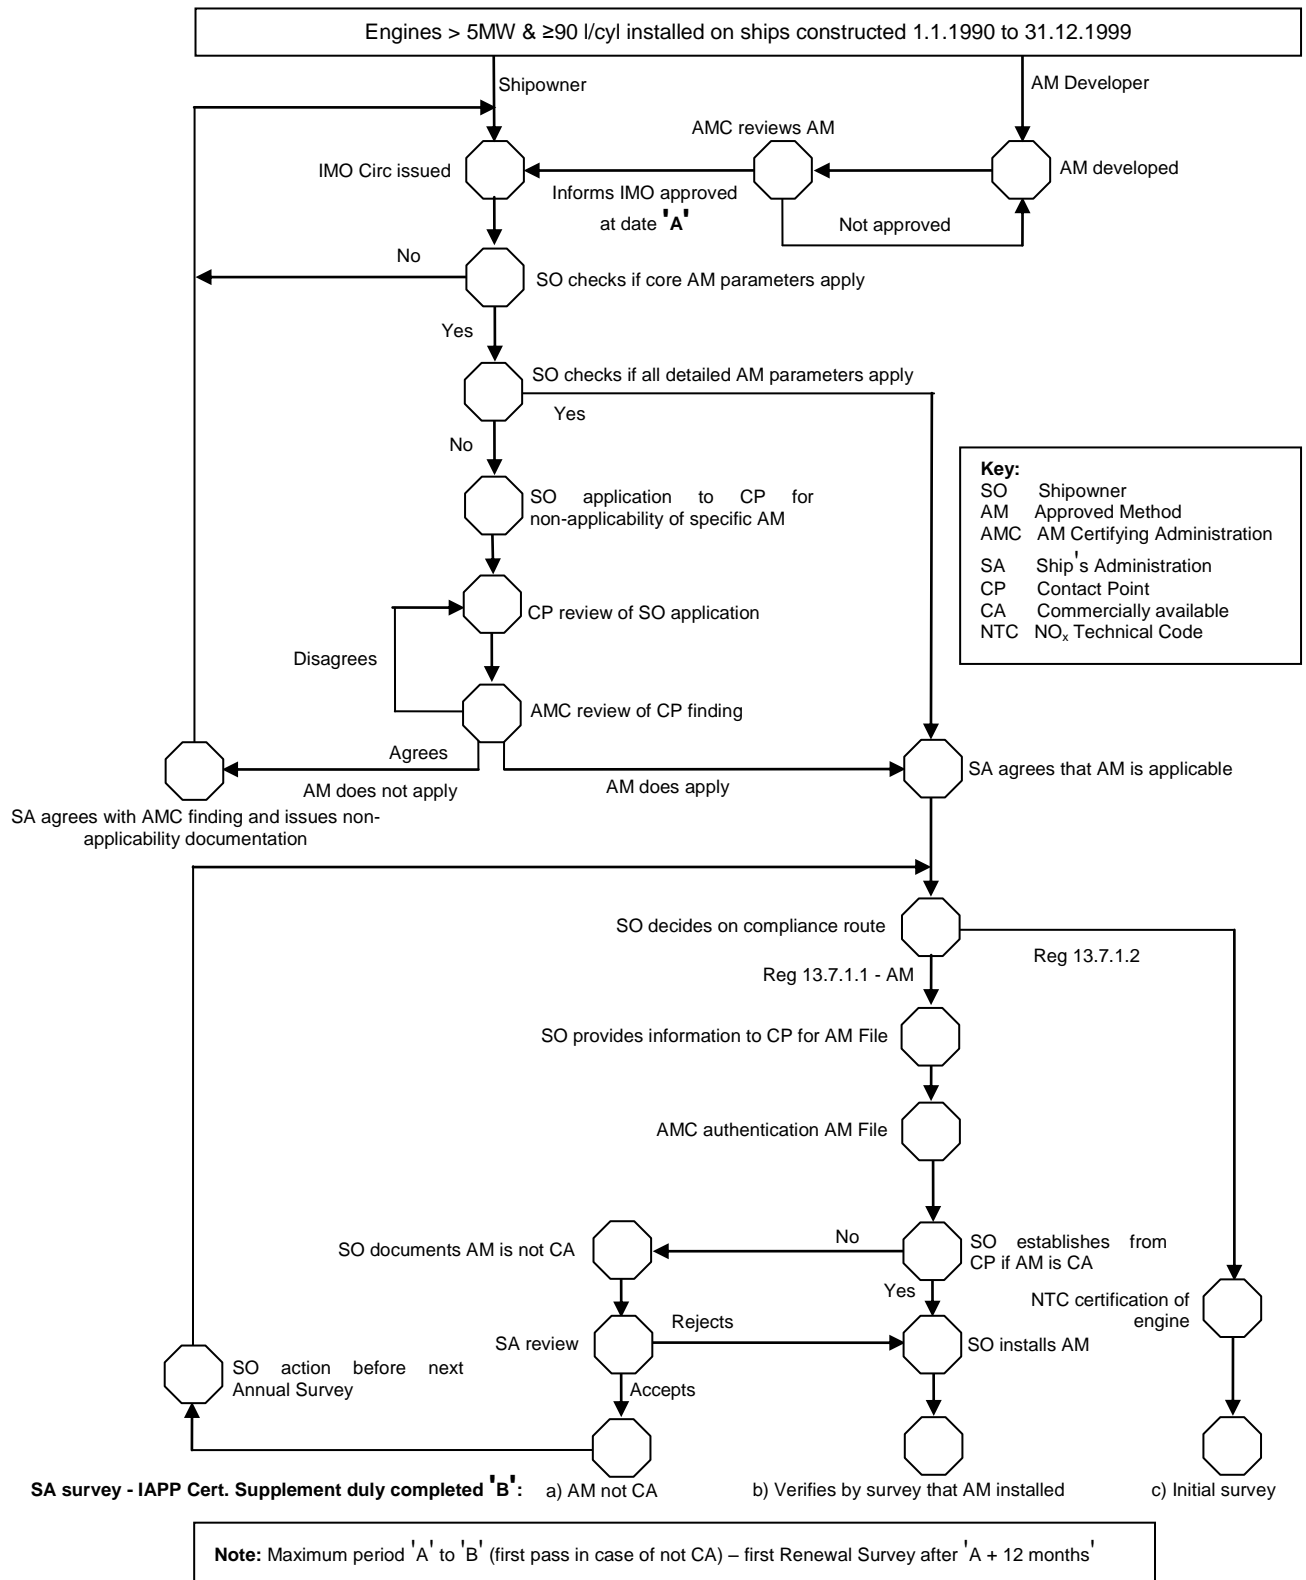 Engines > 5MW & ≥90 l/cyl installed on ships constructed 1.1.1990 to 31.12.1999
Shipowner
AM Developer
AMC reviews AM
IMO Circ issued
AM developed
Informs IMO approved
at date 'A'
Not approved
No
SO checks if core AM parameters apply
Yes
SO checks if all detailed AM parameters apply
Yes
No
Key:
SO Shipowner
AM Approved Method
AMC AM Certifying Administration
SA Ship's Administration
CP Contact Point
CA Commercially available
NTC NOₓ Technical Code
SO application to CP for
non-applicability of specific AM
CP review of SO application
Disagrees
AMC review of CP finding
Agrees
AM does not apply
AM does apply
SA agrees that AM is applicable
SA agrees with AMC finding and issues non-
applicability documentation
SO decides on compliance route
Reg 13.7.1.2
Reg 13.7.1.1 - AM
SO provides information to CP for AM File
AMC authentication AM File
No
SO documents AM is not CA
SO establishes from
CP if AM is CA
Yes
NTC certification of
engine
Rejects
SA review
SO installs AM
SO action before next
Annual Survey
Accepts
SA survey - IAPP Cert. Supplement duly completed 'B': a) AM not CA b) Verifies by survey that AM installed c) Initial survey
Note: Maximum period 'A' to 'B' (first pass in case of not CA) – first Renewal Survey after 'A + 12 months'